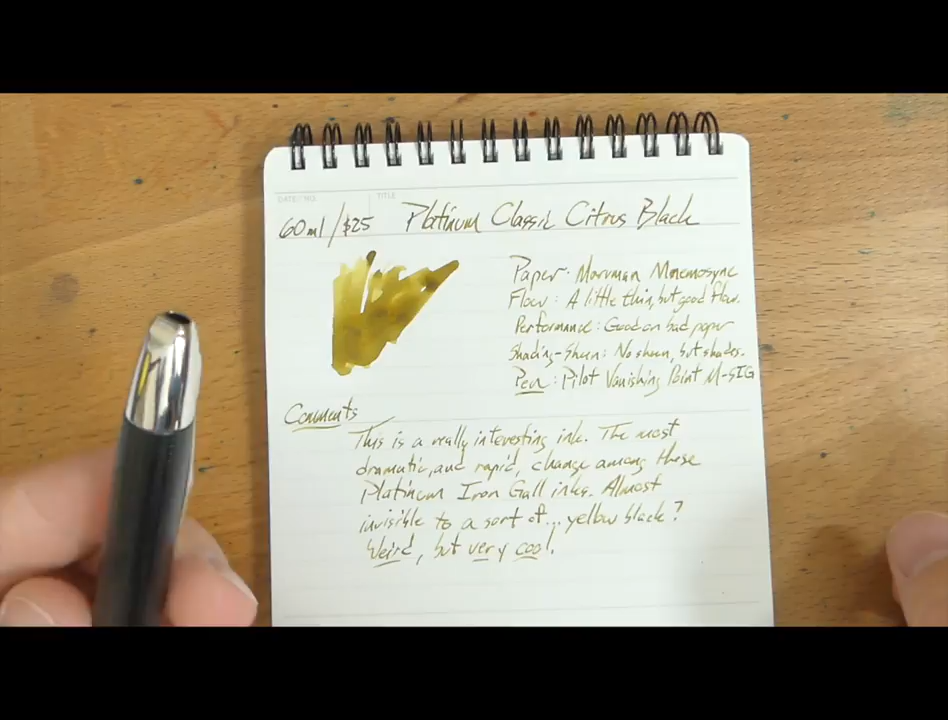 DATE/NO. TITLE
60ml/$25 Platinum Classic Citrus Black
Paper: Maruman Mnemosyne
Flow: A little thin, but good flow.
Performance: Good on bad paper
Shading-Sheen: No sheen, but shades.
Pen: Pilot Vanishing Point M-SIG
Comments
This is a really interesting ink. The most
dramatic, and rapid, change among these
Platinum Iron Gall inks. Almost
invisible to a sort of... yellow black?
Weird, but very cool.